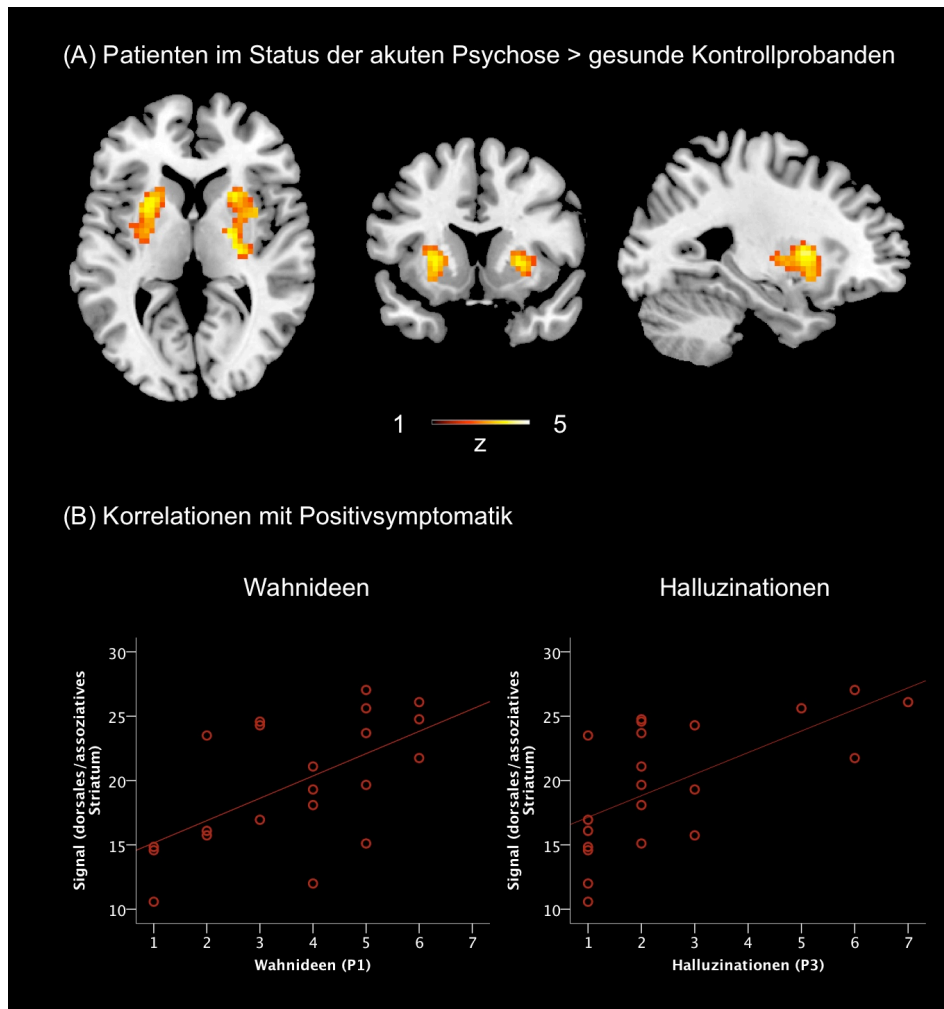 (A) Patienten im Status der akuten Psychose > gesunde Kontrollprobanden
1
5
z
(B) Korrelationen mit Positivsymptomatik
Wahnideen
30
25
20
15
10
Signal (dorsales/assoziatives
Striatum)
1 2 3 4 5 6 7
Wahnideen (P1)
Halluzinationen
30
25
20
15
10
Signal (dorsales/assoziatives
Striatum)
1 2 3 4 5 6 7
Halluzinationen (P3)